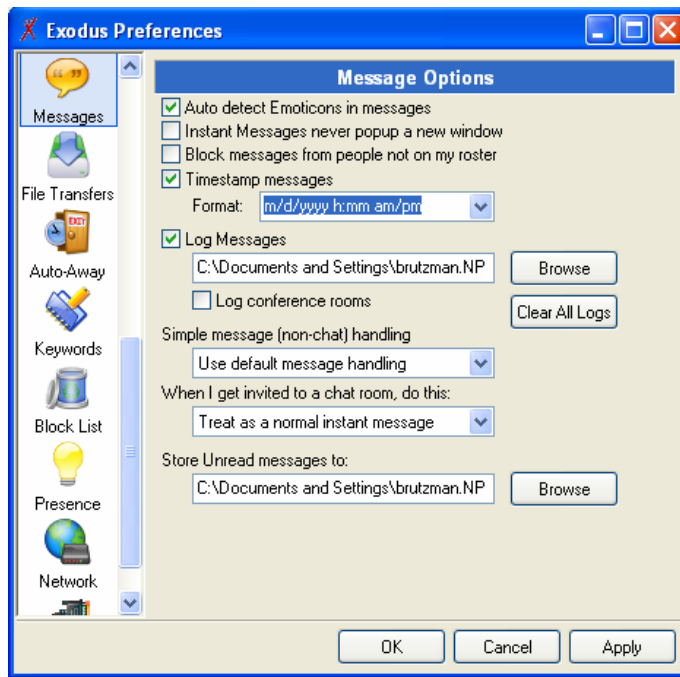 Exodus Preferences
Messages
File Transfers
EXIT
Auto-Away
Keywords
Block List
Presence
Network
Message Options
Auto detect Emoticons in messages
Instant Messages never popup a new window
Block messages from people not on my roster
Timestamp messages
Format: m/d/yyyy h:mm am/pm
Log Messages
C:\Documents and Settings\brutzman.NP Browse
Log conference rooms
Clear All Logs
Simple message (non-chat) handling
Use default message handling
When I get invited to a chat room, do this:
Treat as a normal instant message
Store Unread messages to:
C:\Documents and Settings\brutzman.NP Browse
OK Cancel Apply